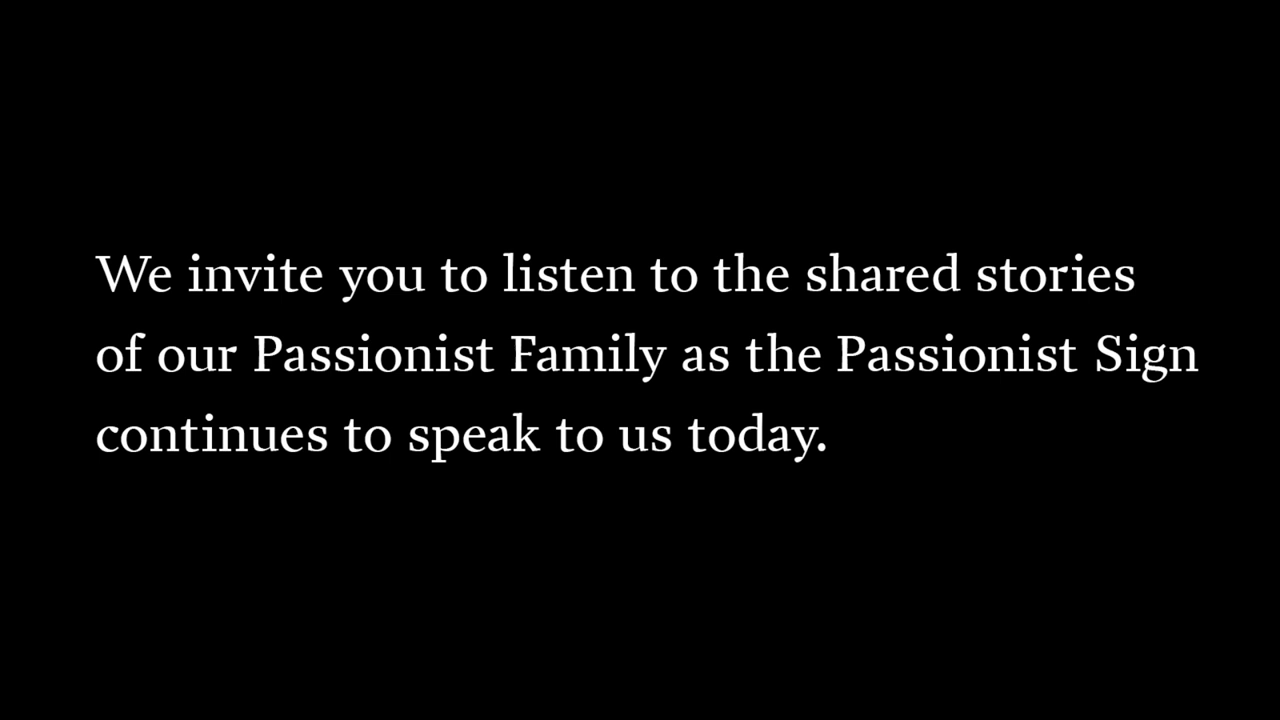 We invite you to listen to the shared stories
of our Passionist Family as the Passionist Sign
continues to speak to us today.